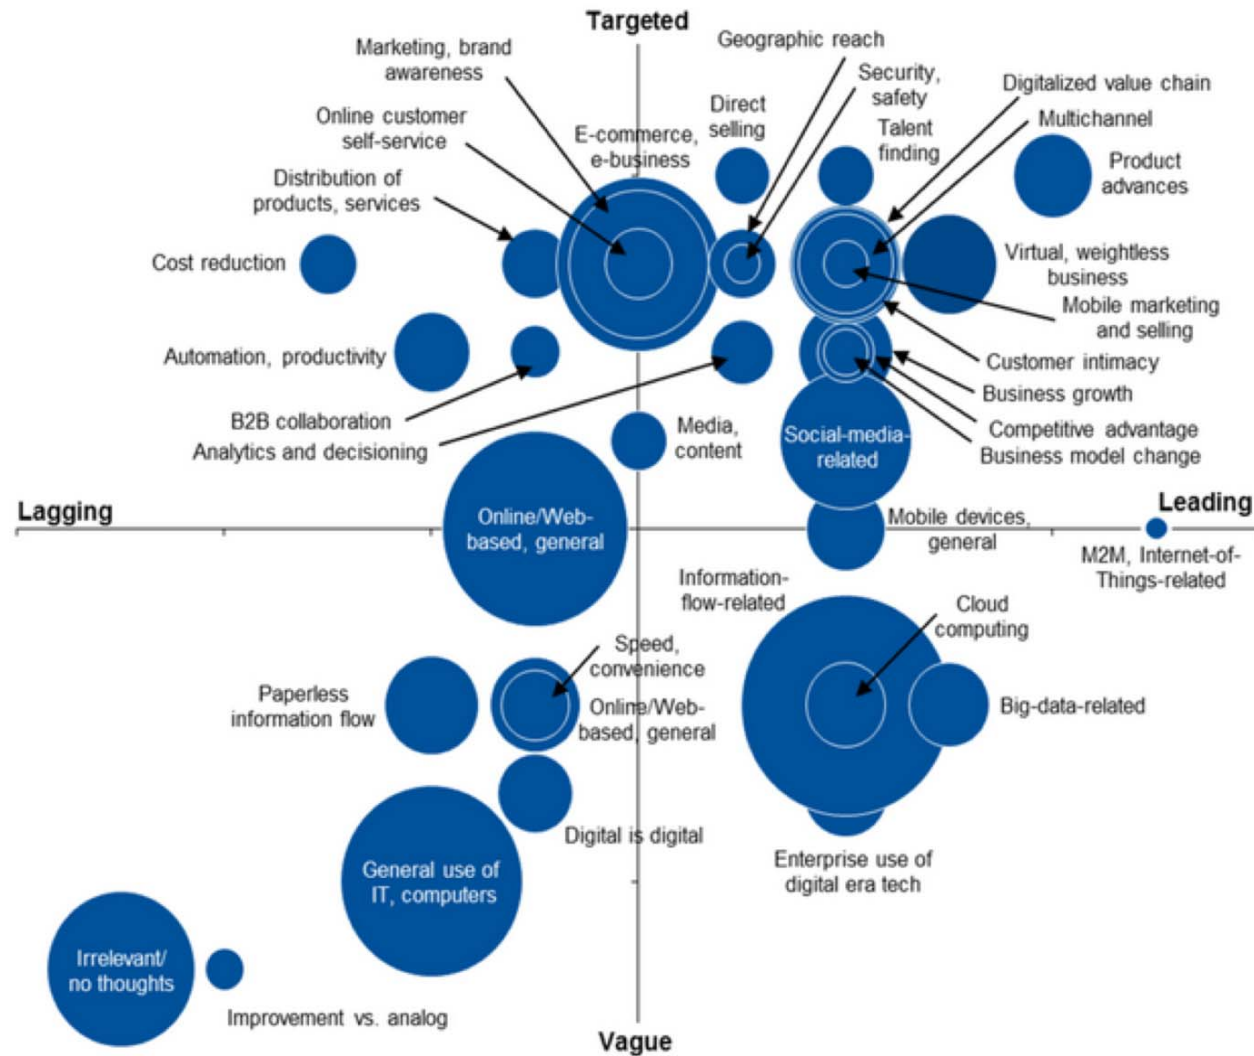 Targeted
Geographic reach
Marketing, brand
awareness
Security,
safety
Digitalized value chain
Online customer
self-service
Direct
selling
Multichannel
E-commerce,
e-business
Talent
finding
Product
advances
Distribution of
products, services
Cost reduction
Virtual, weightless
business
Mobile marketing
and selling
Automation, productivity
Customer intimacy
Business growth
B2B collaboration
Analytics and decisioning
Media,
content
Social-media-
related
Competitive advantage
Business model change
Lagging
Leading
Online/Web-
based, general
Mobile devices,
general
M2M, Internet-of-
Things-related
Information-
flow-related
Cloud
computing
Speed,
convenience
Paperless
information flow
Online/Web-
based, general
Big-data-related
Digital is digital
General use of
IT, computers
Enterprise use of
digital era tech
Irrelevant/
no thoughts
Improvement vs. analog
Vague